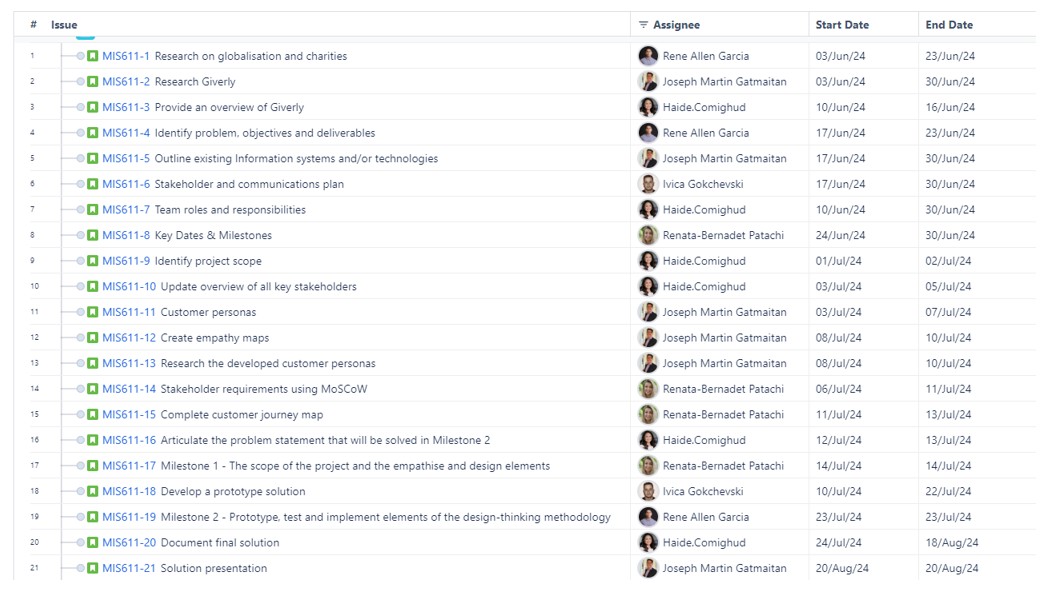 # Issue Assignee Start Date End Date
1 MIS611-1 Research on globalisation and charities Rene Allen Garcia 03/Jun/24 23/Jun/24
2 MIS611-2 Research Giverly Joseph Martin Gatmaitan 03/Jun/24 30/Jun/24
3 MIS611-3 Provide an overview of Giverly Haide.Comighud 10/Jun/24 16/Jun/24
4 MIS611-4 Identify problem, objectives and deliverables Rene Allen Garcia 17/Jun/24 23/Jun/24
5 MIS611-5 Outline existing Information systems and/or technologies Joseph Martin Gatmaitan 17/Jun/24 30/Jun/24
6 MIS611-6 Stakeholder and communications plan Ivica Gokchevski 17/Jun/24 30/Jun/24
7 MIS611-7 Team roles and responsibilities Haide.Comighud 10/Jun/24 30/Jun/24
8 MIS611-8 Key Dates & Milestones Renata-Bernadet Patachi 24/Jun/24 30/Jun/24
9 MIS611-9 Identify project scope Haide.Comighud 01/Jul/24 02/Jul/24
10 MIS611-10 Update overview of all key stakeholders Haide.Comighud 03/Jul/24 05/Jul/24
11 MIS611-11 Customer personas Joseph Martin Gatmaitan 03/Jul/24 07/Jul/24
12 MIS611-12 Create empathy maps Joseph Martin Gatmaitan 08/Jul/24 10/Jul/24
13 MIS611-13 Research the developed customer personas Joseph Martin Gatmaitan 08/Jul/24 10/Jul/24
14 MIS611-14 Stakeholder requirements using MoSCoW Renata-Bernadet Patachi 06/Jul/24 11/Jul/24
15 MIS611-15 Complete customer journey map Renata-Bernadet Patachi 11/Jul/24 13/Jul/24
16 MIS611-16 Articulate the problem statement that will be solved in Milestone 2 Haide.Comighud 12/Jul/24 13/Jul/24
17 MIS611-17 Milestone 1 - The scope of the project and the empathise and design elements Renata-Bernadet Patachi 14/Jul/24 14/Jul/24
18 MIS611-18 Develop a prototype solution Ivica Gokchevski 10/Jul/24 22/Jul/24
19 MIS611-19 Milestone 2 - Prototype, test and implement elements of the design-thinking methodology Rene Allen Garcia 23/Jul/24 23/Jul/24
20 MIS611-20 Document final solution Haide.Comighud 24/Jul/24 18/Aug/24
21 MIS611-21 Solution presentation Joseph Martin Gatmaitan 20/Aug/24 20/Aug/24